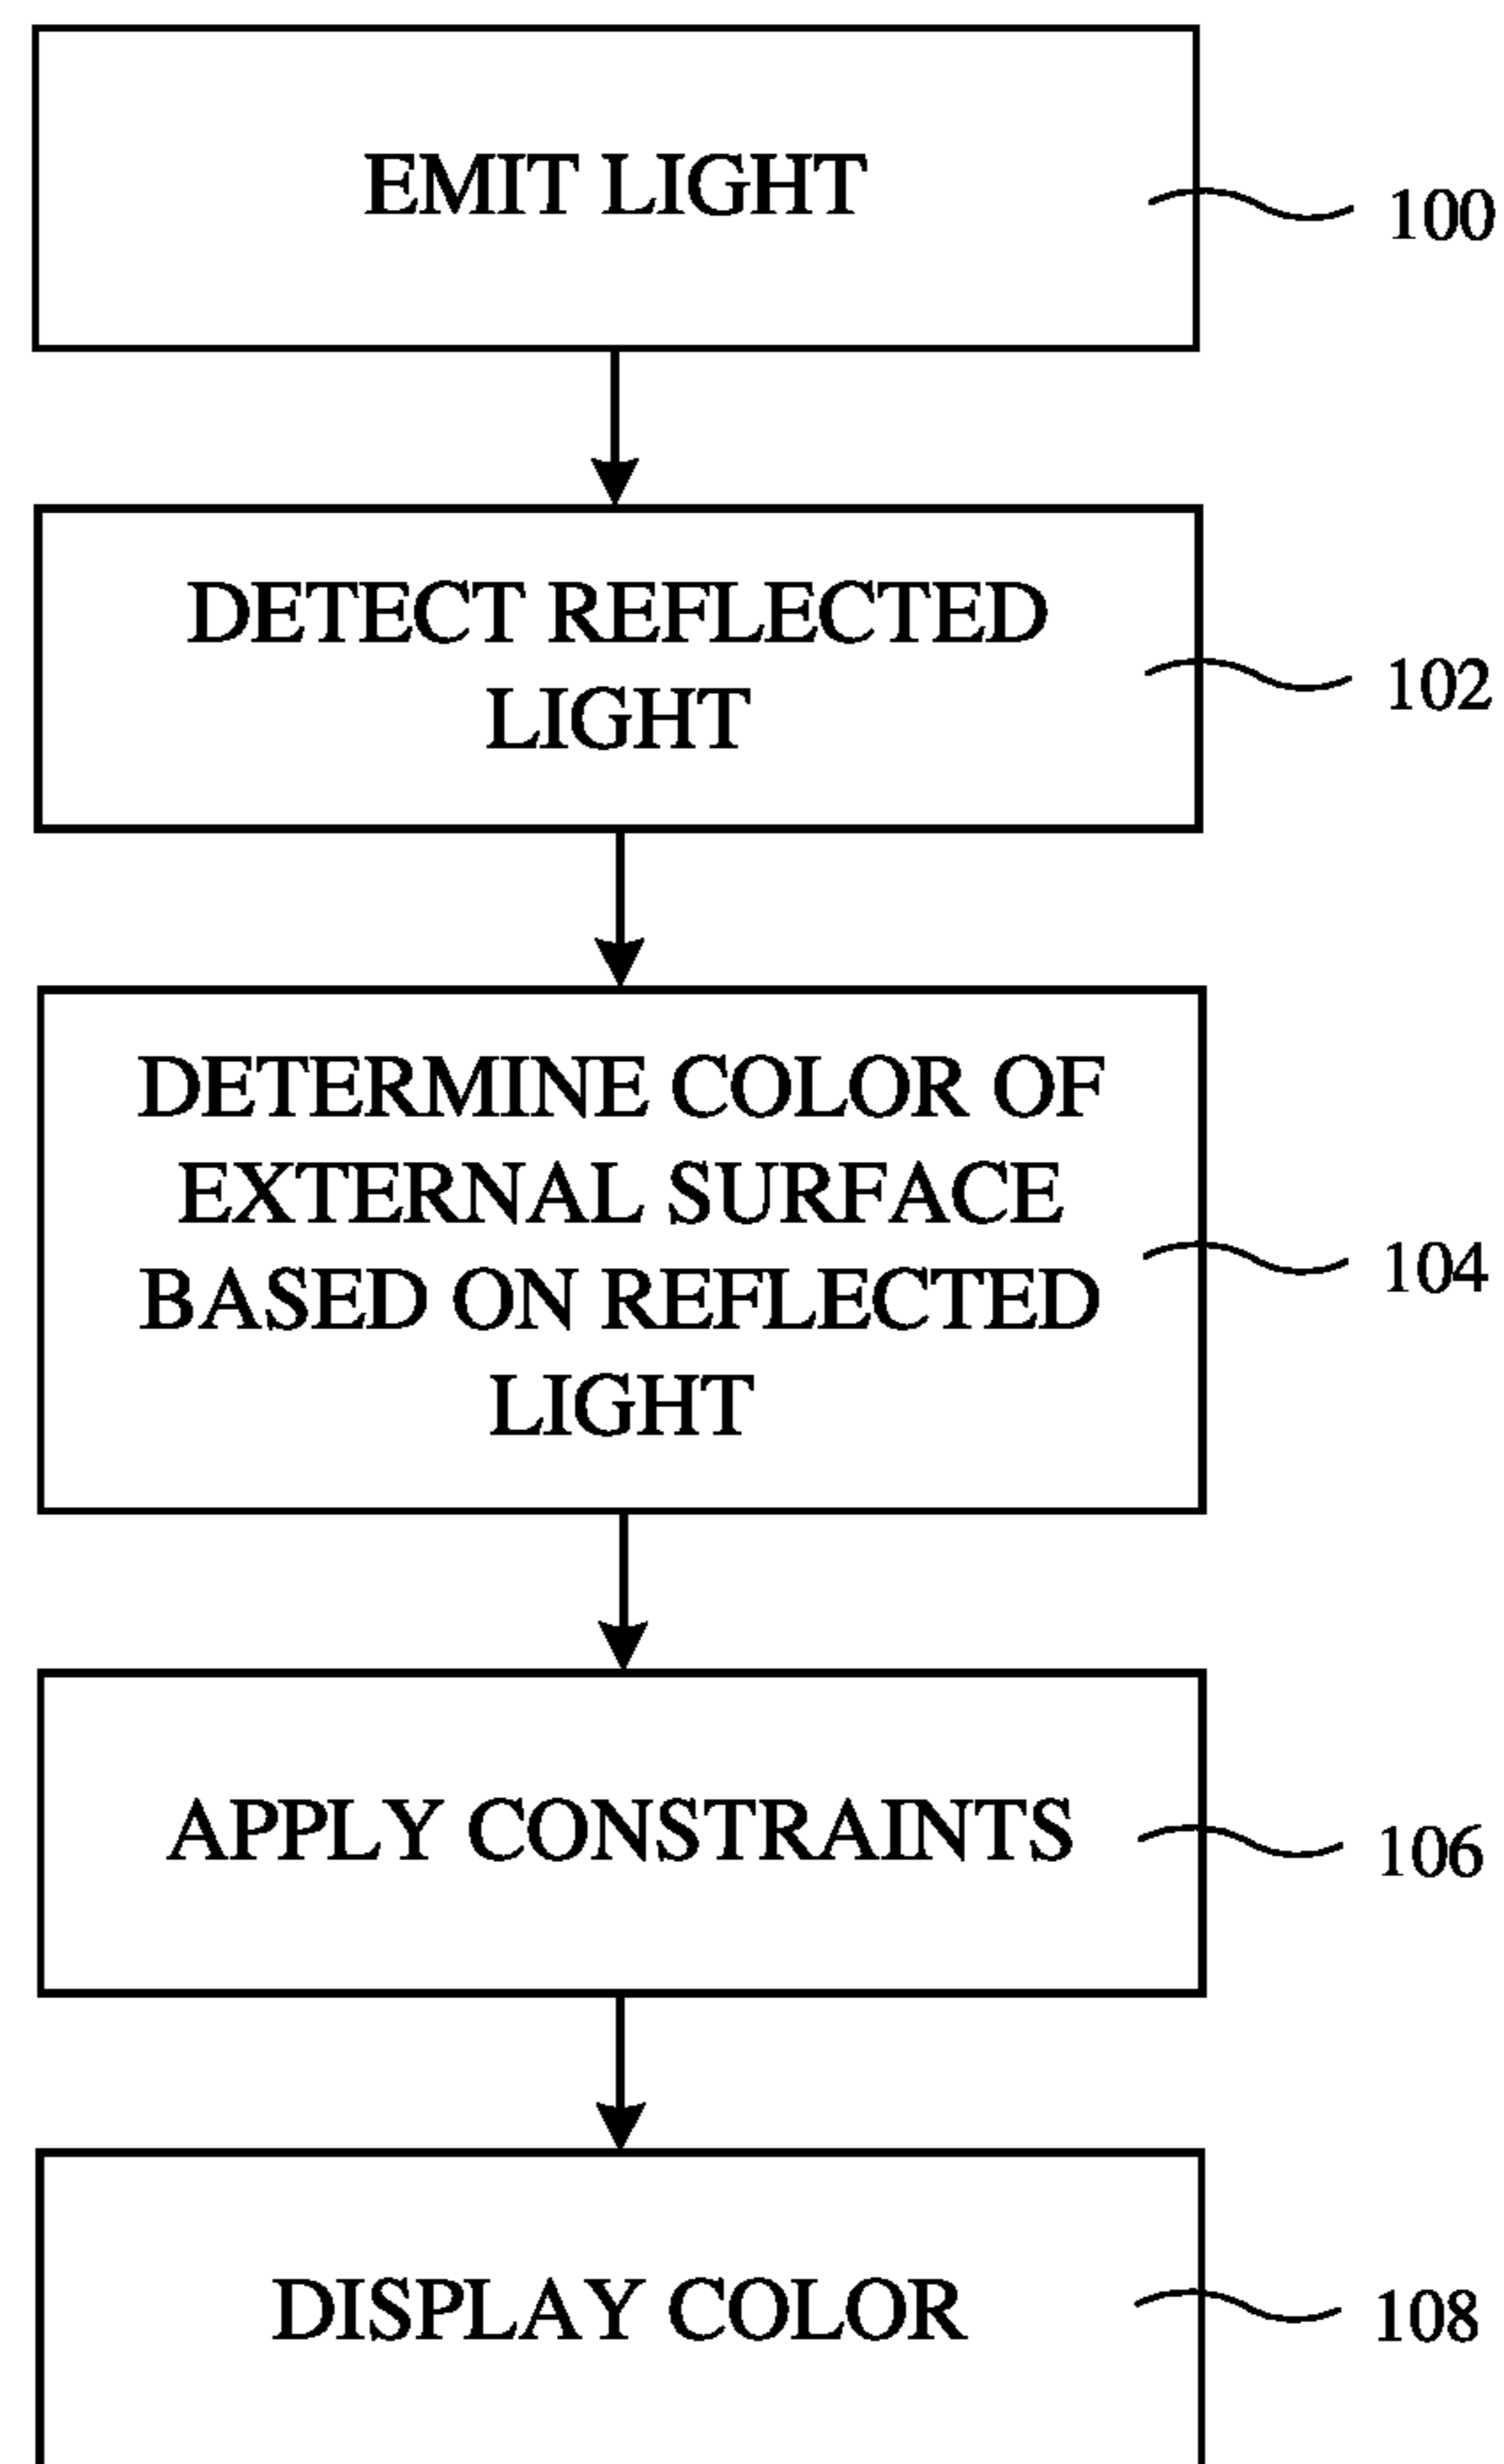 EMIT LIGHT
100
DETECT REFLECTED
LIGHT
102
DETERMINE COLOR OF
EXTERNAL SURFACE
BASED ON REFLECTED
LIGHT
104
APPLY CONSTRAINTS
106
DISPLAY COLOR
108